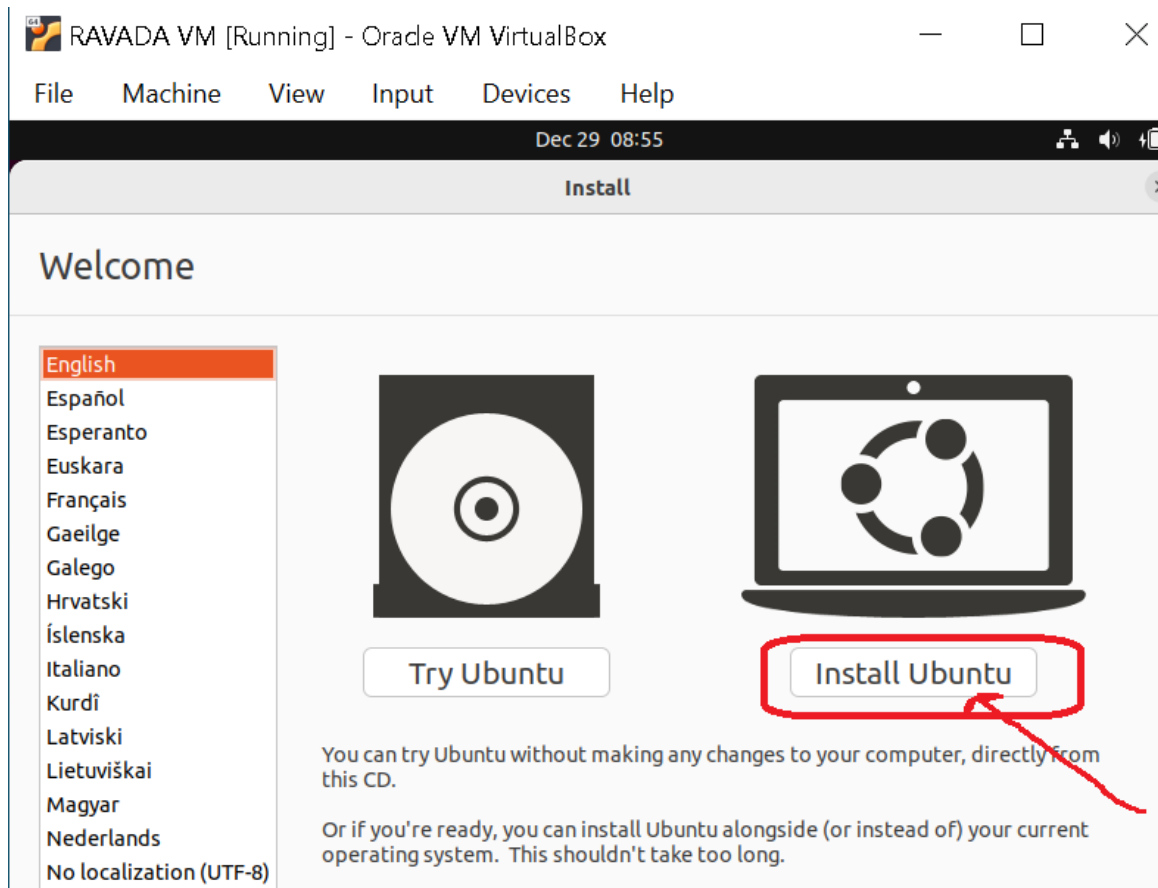 RAVADA VM [Running] - Oracle VM VirtualBox
File Machine View Input Devices Help
Dec 29 08:55
Install
Welcome
English
Español
Esperanto
Euskara
Français
Gaeilge
Galego
Hrvatski
Íslenska
Italiano
Kurdî
Latviski
Lietuviškai
Magyar
Nederlands
No localization (UTF-8)
Try Ubuntu
Install Ubuntu
You can try Ubuntu without making any changes to your computer, directly from
this CD.
Or if you're ready, you can install Ubuntu alongside (or instead of) your current
operating system. This shouldn't take too long.